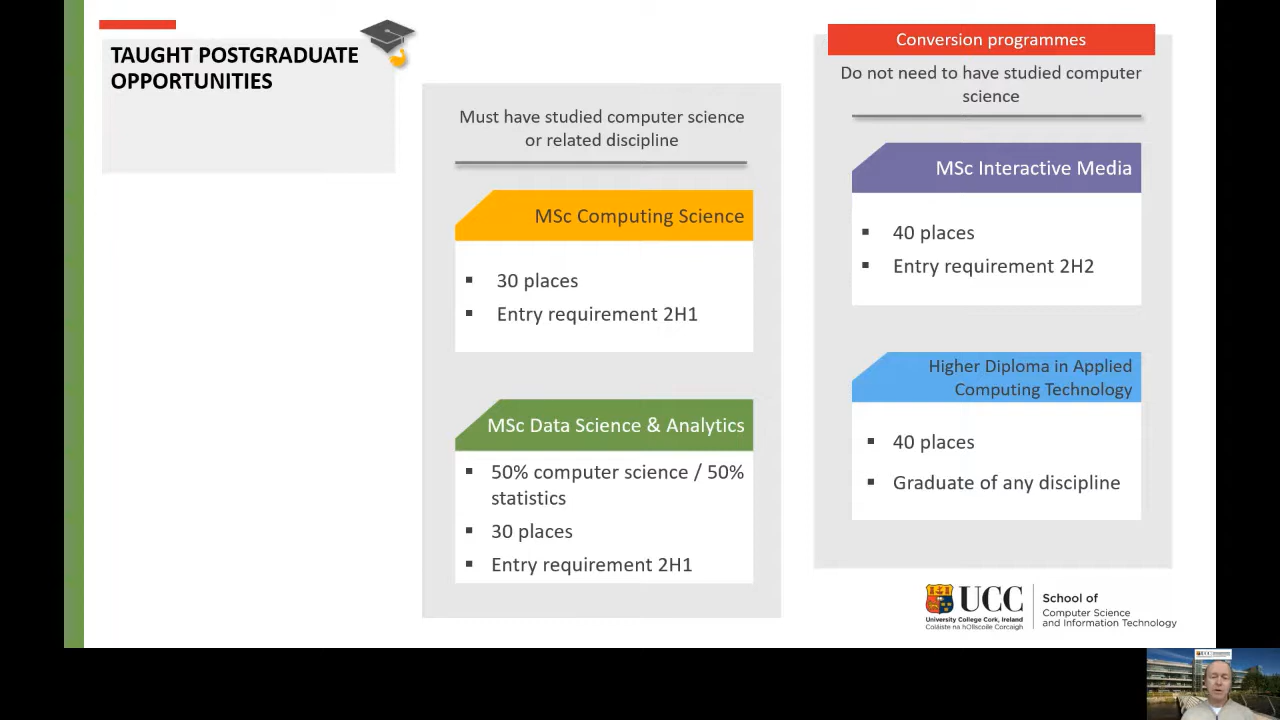 TAUGHT POSTGRADUATE
OPPORTUNITIES
Must have studied computer science
or related discipline
MSc Computing Science
30 places
Entry requirement 2H1
MSc Data Science & Analytics
50% computer science / 50%
statistics
30 places
Entry requirement 2H1
Conversion programmes
Do not need to have studied computer
science
MSc Interactive Media
40 places
Entry requirement 2H2
Higher Diploma in Applied
Computing Technology
40 places
Graduate of any discipline
UCC
University College Cork, Ireland
Coláiste na hOllscoile Corcaigh
School of
Computer Science
and Information Technology